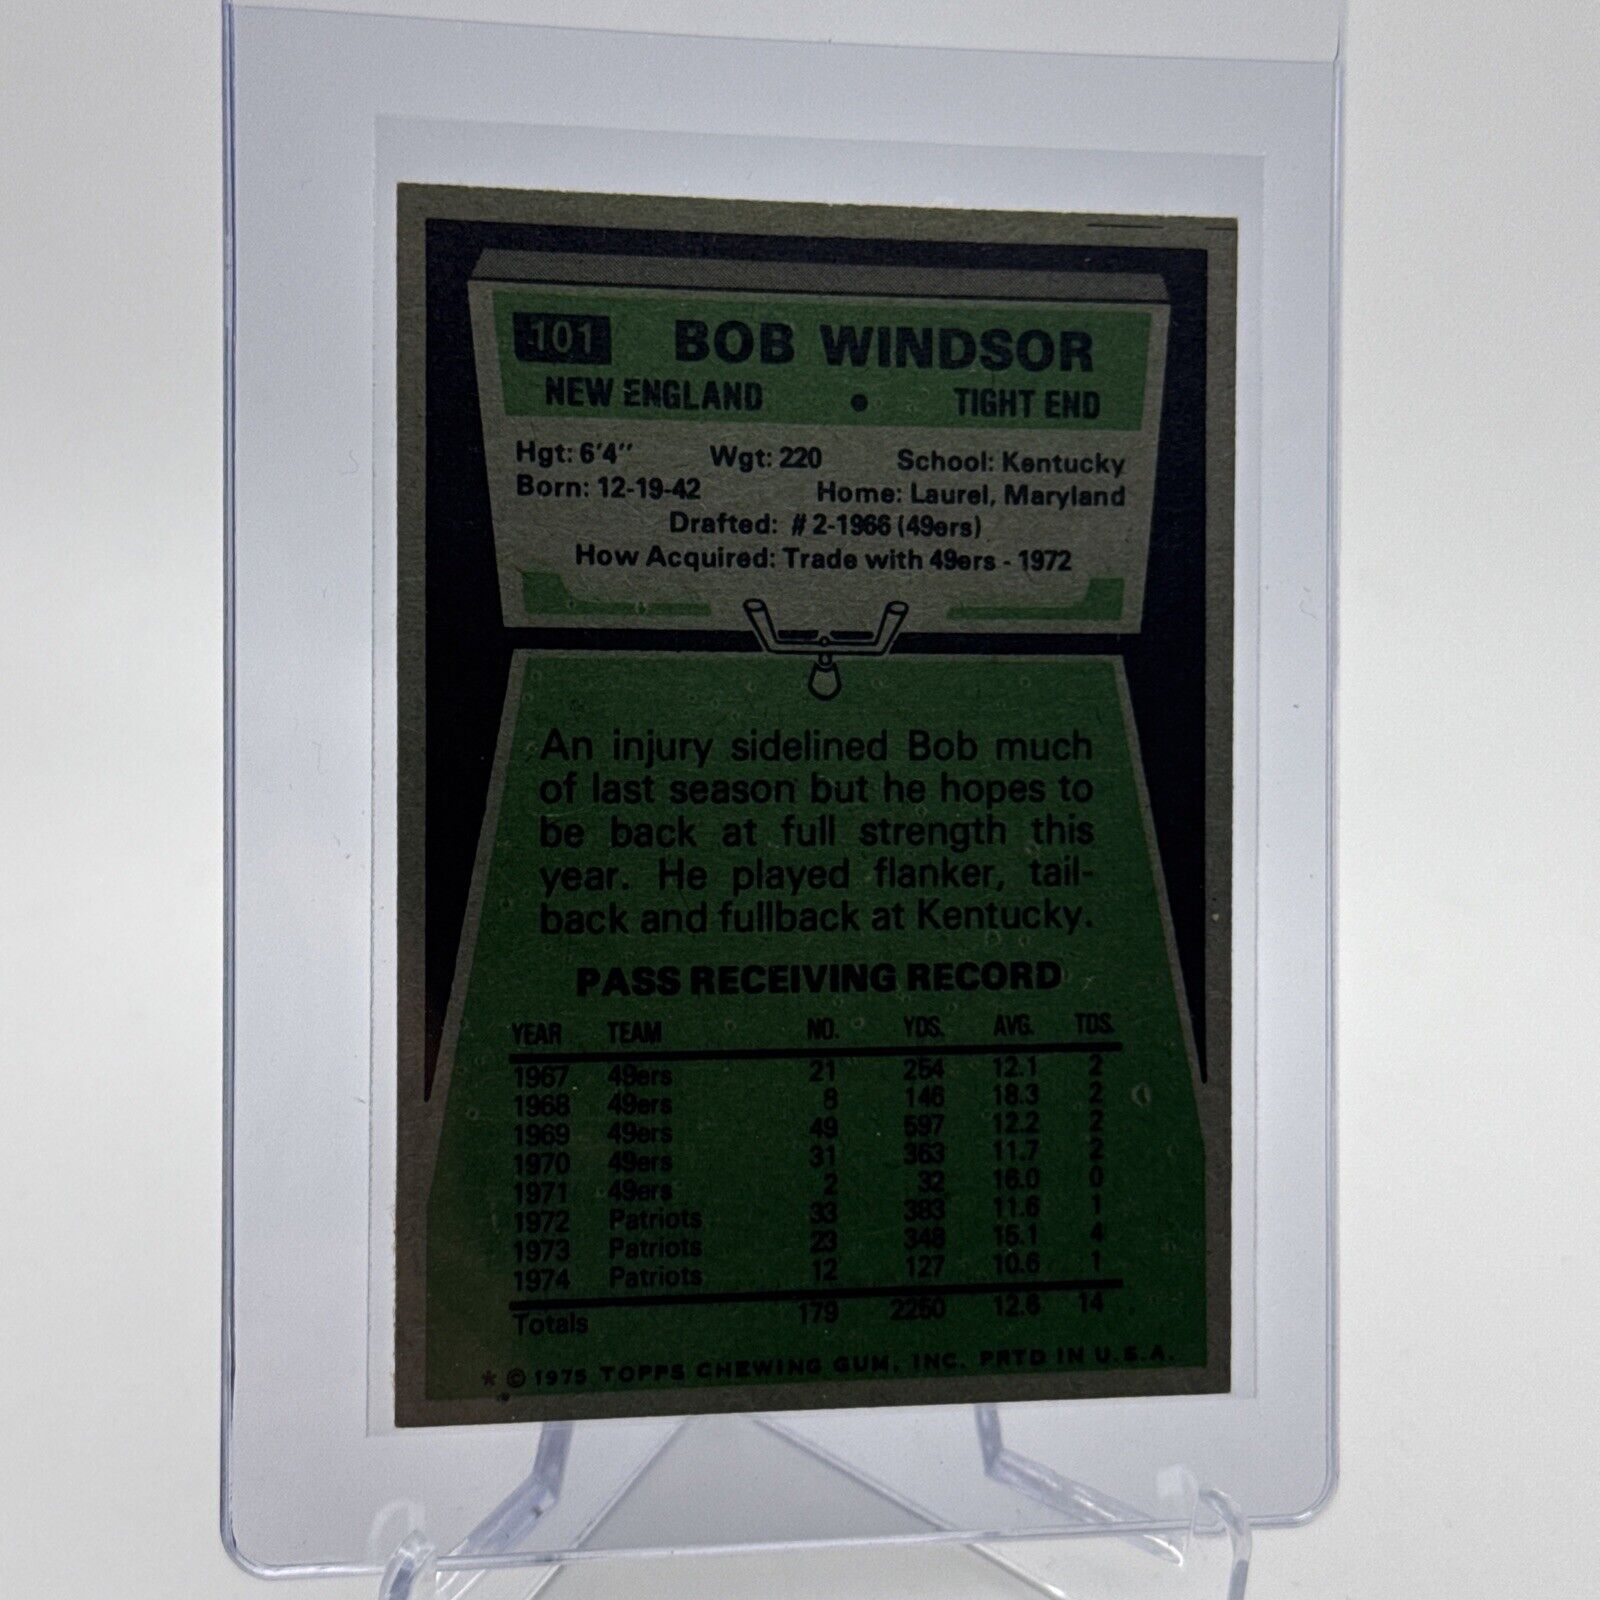 101 BOB WINDSOR
NEW ENGLAND • TIGHT END
Hgt: 6'4" Wgt: 220 School: Kentucky
Born: 12-19-42 Home: Laurel, Maryland
Drafted: #2-1966 (49ers)
How Acquired: Trade with 49ers - 1972
An injury sidelined Bob much
of last season but he hopes to
be back at full strength this
year. He played flanker, tail-
back and fullback at Kentucky.
PASS RECEIVING RECORD
YEAR TEAM NO. YDS. AVG. TDS.
1967 49ers 21 254 12.1 2
1968 49ers 8 146 18.3 2
1969 49ers 49 597 12.2 2
1970 49ers 31 363 11.7 2
1971 49ers 2 32 16.0 0
1972 Patriots 33 383 11.6 1
1973 Patriots 23 348 15.1 4
1974 Patriots 12 127 10.6 1
Totals 179 2250 12.6 14
* © 1975 TOPPS CHEWING GUM, INC. PRTD IN U.S.A.